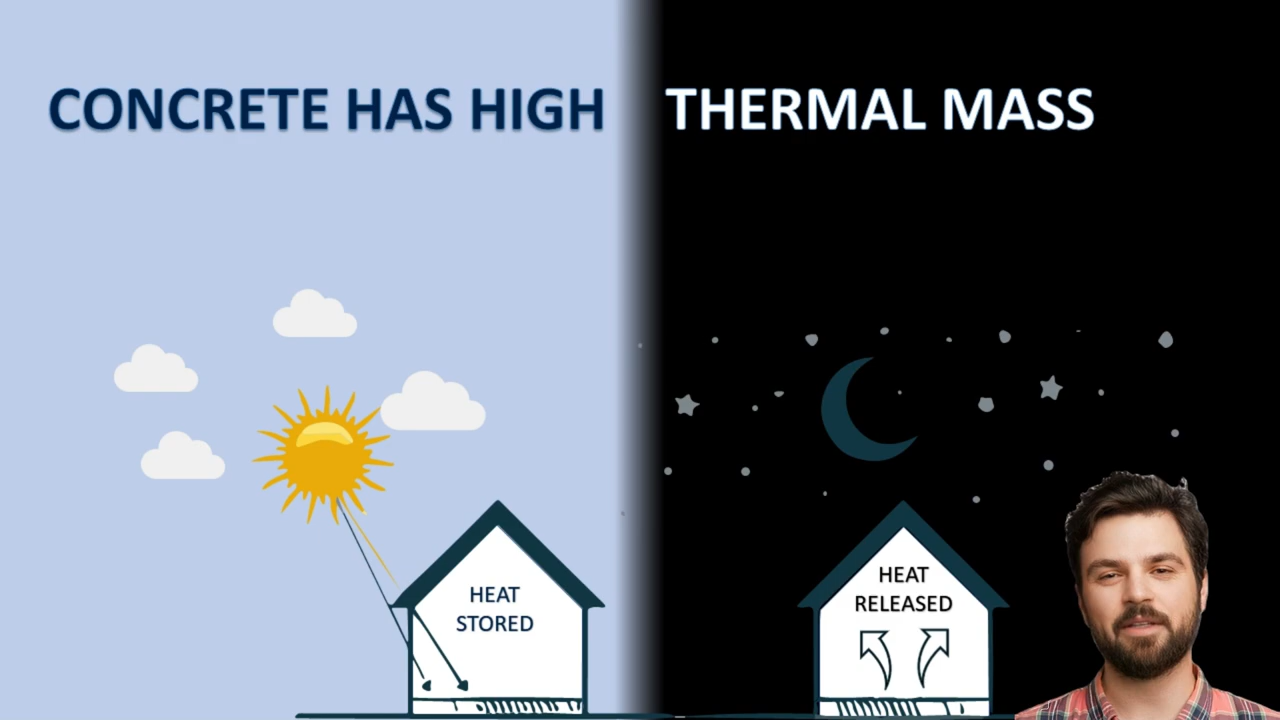 CONCRETE HAS HIGH THERMAL MASS
HEAT
STORED
HEAT
RELEASED